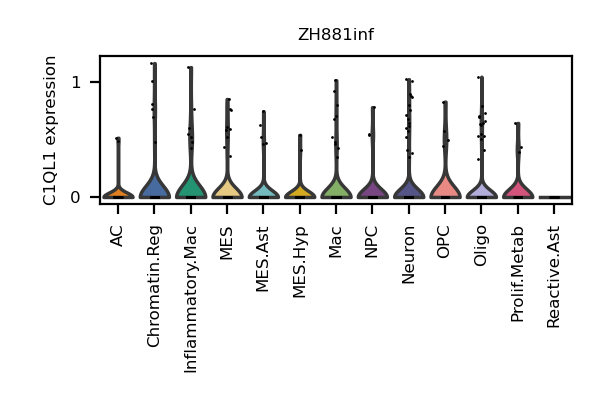 ZH881inf
C1QL1 expression
1
0
AC
Chromatin.Reg
Inflammatory.Mac
MES
MES.Ast
MES.Hyp
Mac
NPC
Neuron
OPC
Oligo
Prolif.Metab
Reactive.Ast